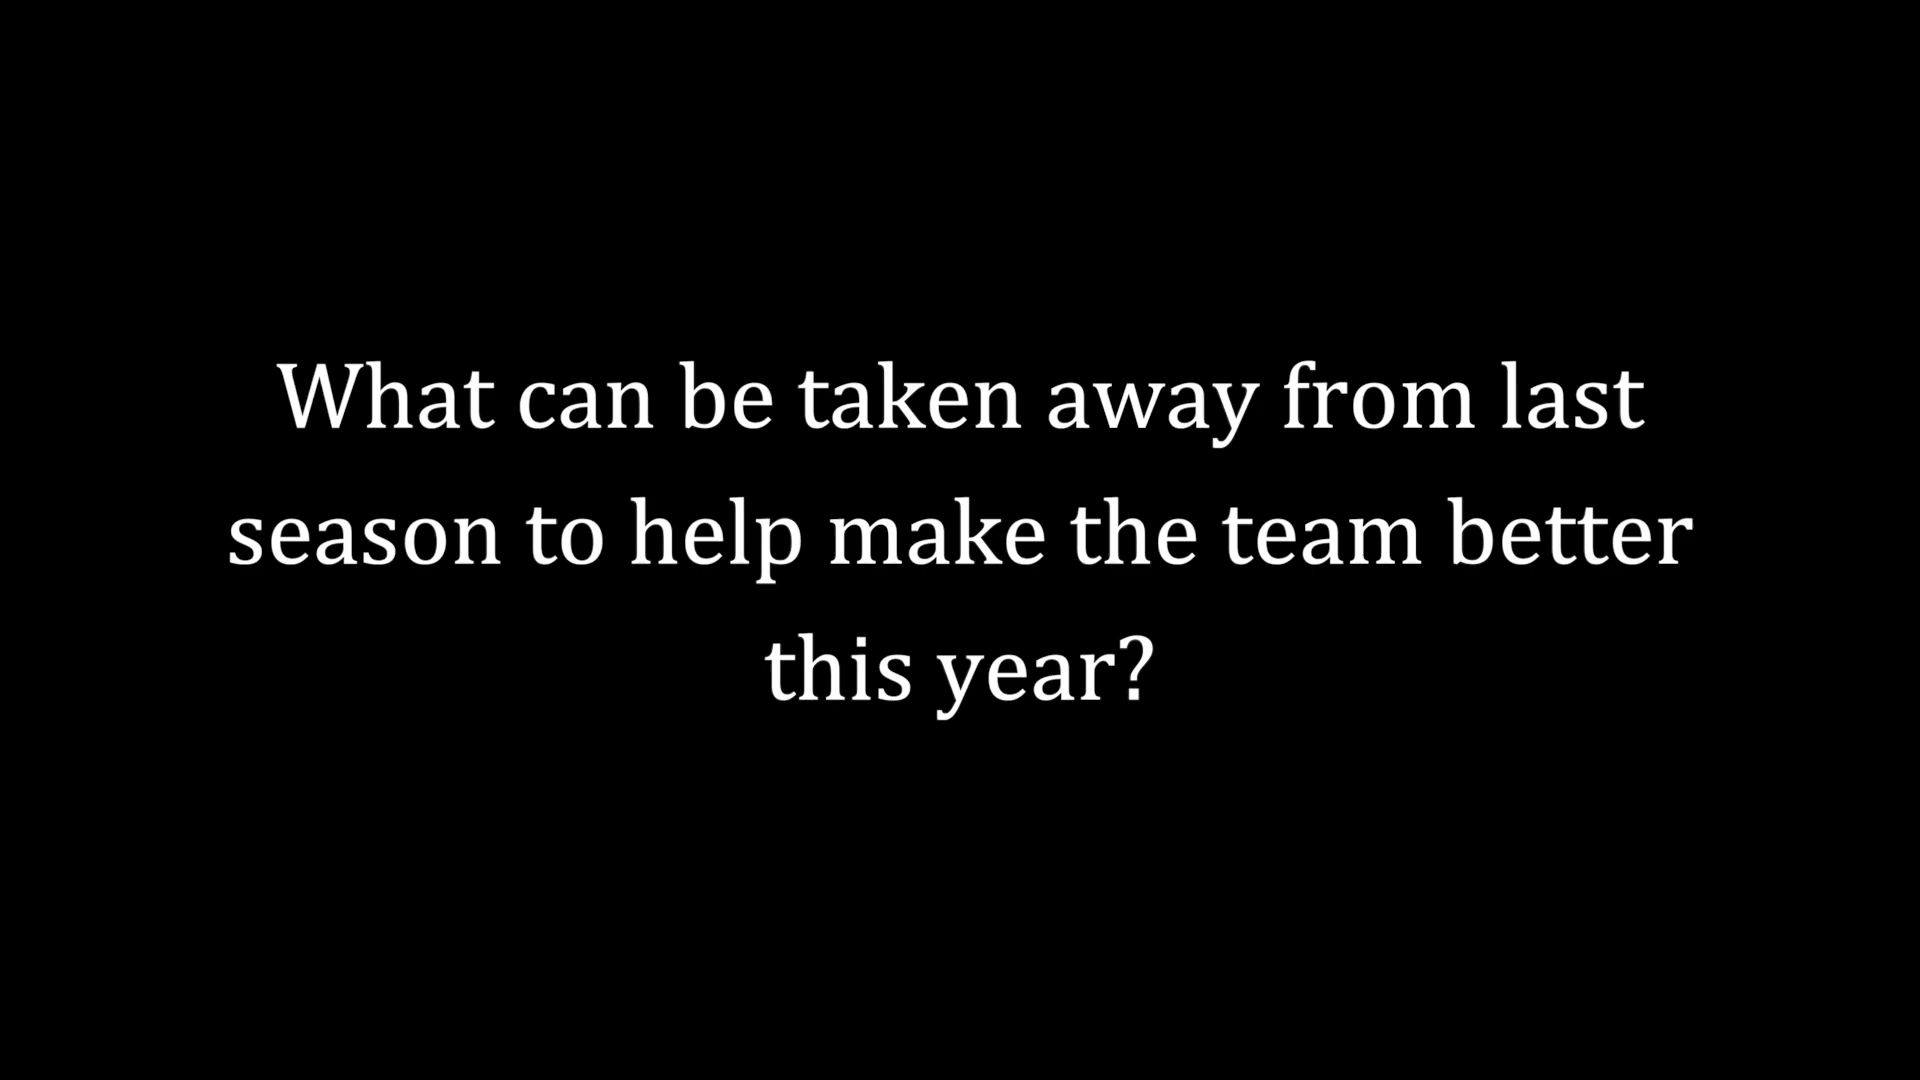 What can be taken away from last
season to help make the team better
this year?